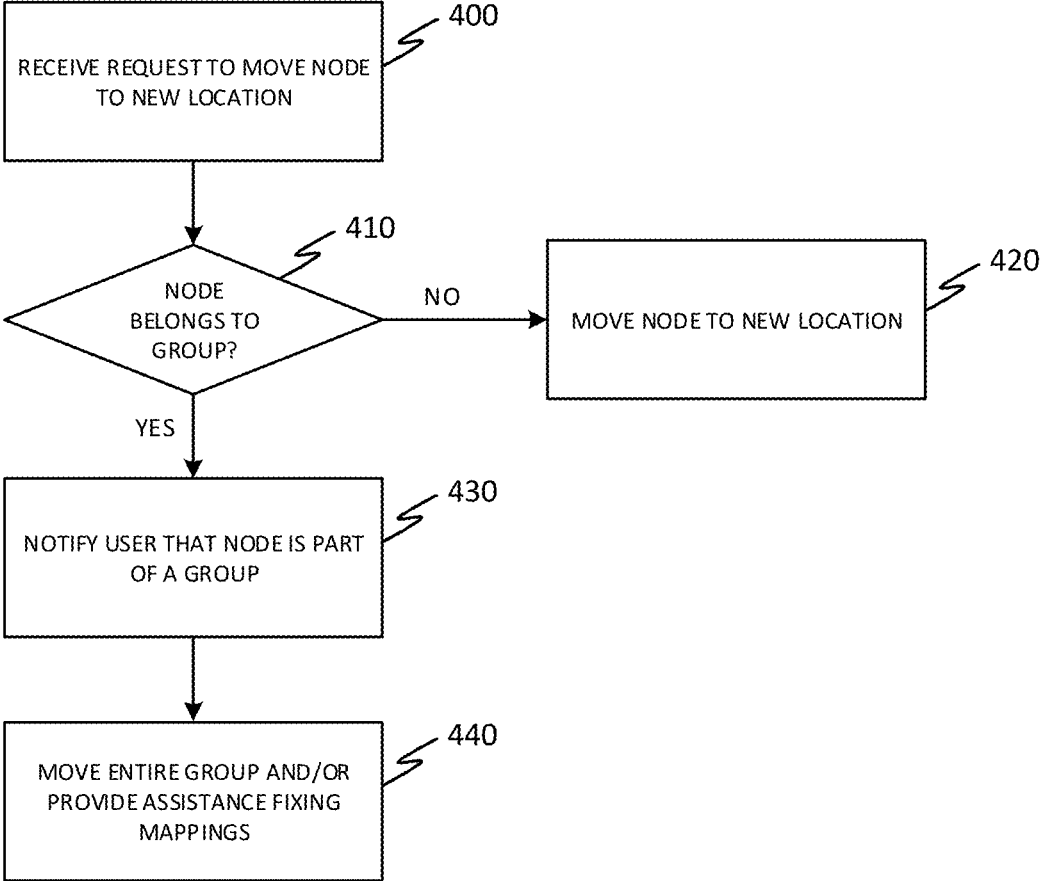 400
RECEIVE REQUEST TO MOVE NODE
TO NEW LOCATION
410
NODE
BELONGS TO
GROUP?
NO
420
MOVE NODE TO NEW LOCATION
YES
430
NOTIFY USER THAT NODE IS PART
OF A GROUP
440
MOVE ENTIRE GROUP AND/OR
PROVIDE ASSISTANCE FIXING
MAPPINGS